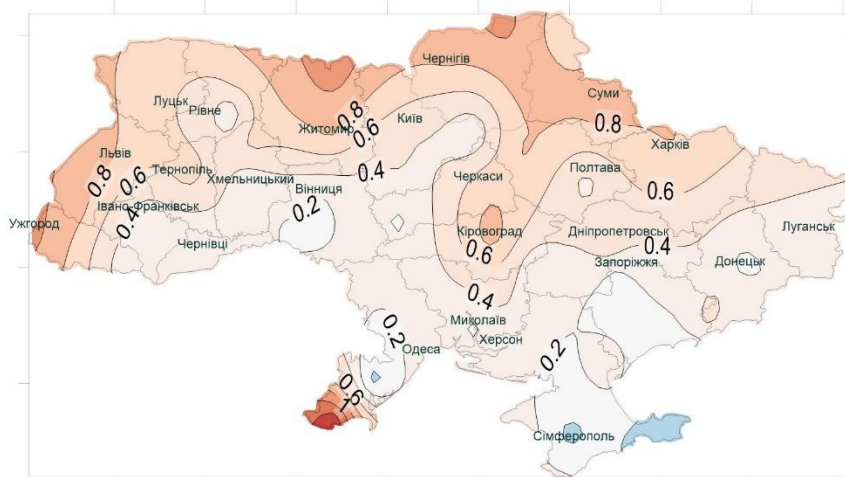 Чернігів
Суми
Луцьк
Рівне
0.8
Житомир
0.6
Київ
0.8
Харків
Львів
0.8
0.6
Тернопіль
Хмельницький
0.4
Черкаси
Полтава
0.6
Вінниця
0.2
Івано-Франківськ
0.4
Ужгород
Чернівці
Кіровоград
0.6
Дніпропетровськ
0.4
Луганськ
Запоріжжя
Донецьк
0.4
Миколаїв
Херсон
0.2
Одеса
0.2
0.6
1
Сімферополь